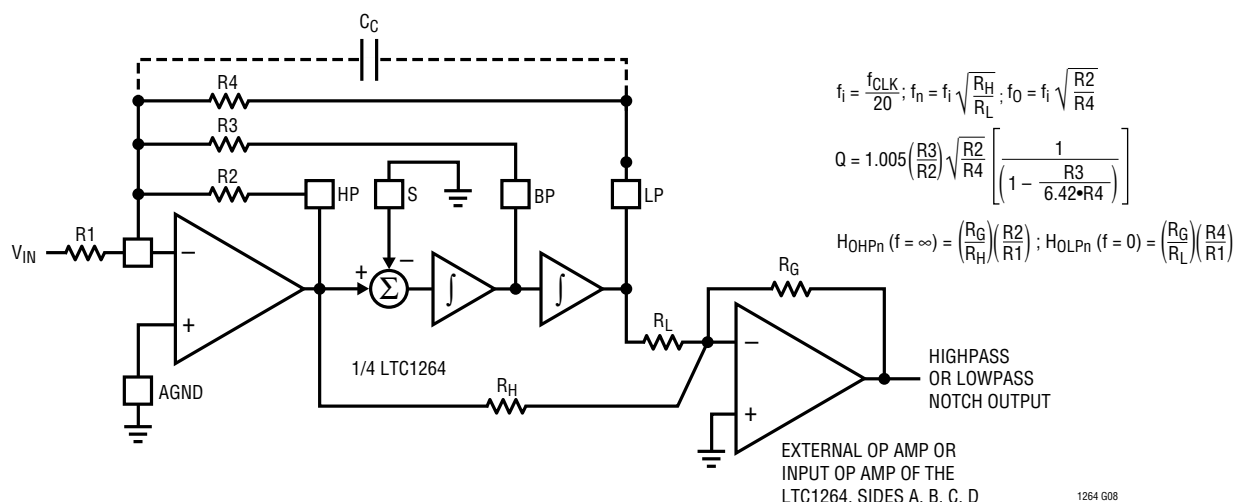 C_C
R4
R3
R2
HP
S
BP
LP
R1
V_IN
−
+
+
−
Σ
∫
∫
AGND
1/4 LTC1264
R_L
R_H
R_G
−
+
HIGHPASS
OR LOWPASS
NOTCH OUTPUT
EXTERNAL OP AMP OR
INPUT OP AMP OF THE
LTC1264, SIDES A, B, C, D
f_i = f_CLK/20 ; f_n = f_i √(R_H/R_L) ; f_O = f_i √(R2/R4)
Q = 1.005 (R3/R2) √(R2/R4) [1/(1 − R3/(6.42•R4))]
H_OHPn (f = ∞) = (R_G/R_H)(R2/R1) ; H_OLPn (f = 0) = (R_G/R_L)(R4/R1)
1264 G08